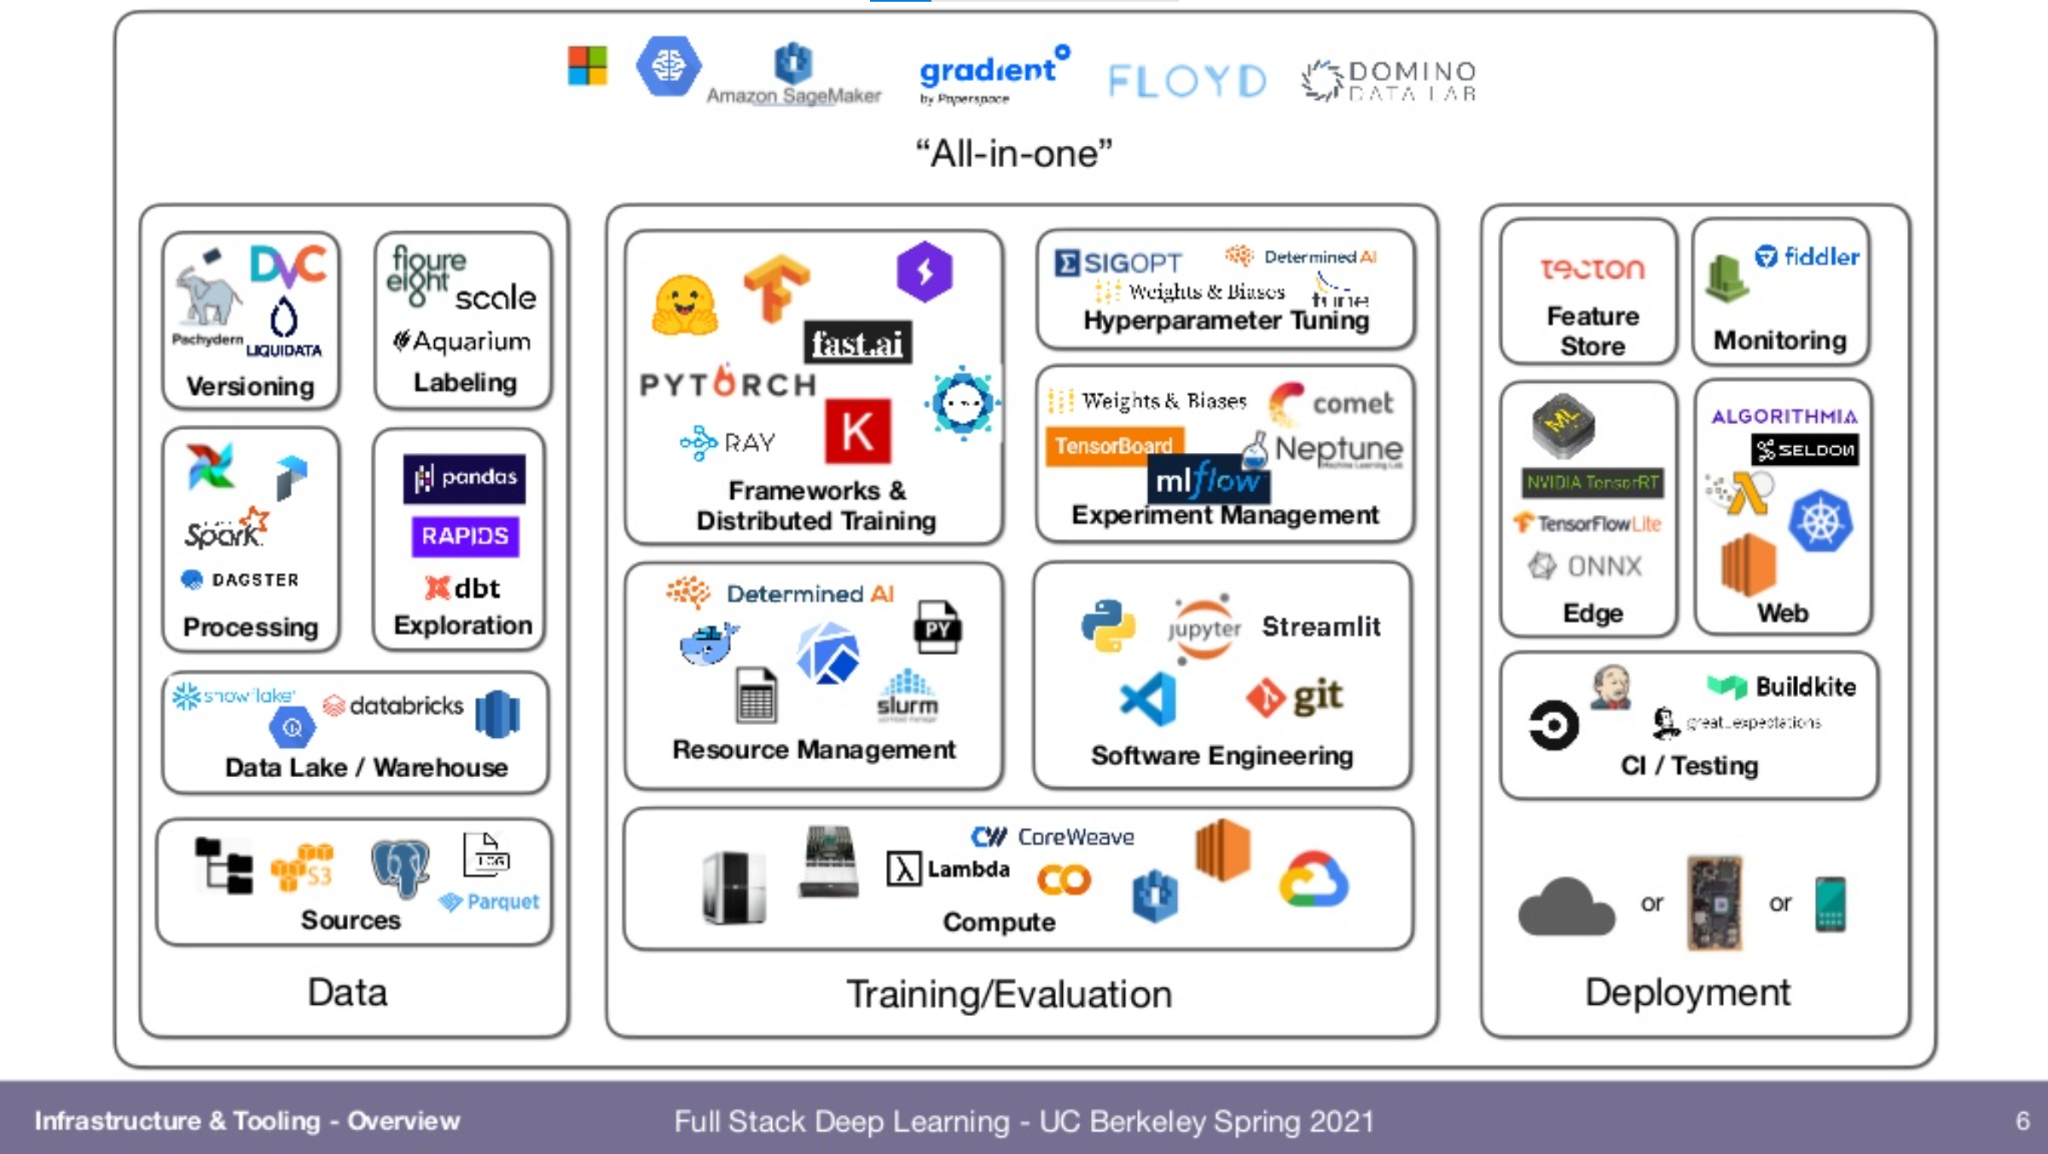 Amazon SageMaker
gradient
by Paperspace
FLOYD
DOMINO
DATA LAB
“All-in-one”
Pachyderm
DVC
LIQUIDATA
Versioning
figure
eight
scale
Aquarium
Labeling
Spark
DAGSTER
Processing
pandas
RAPIDS
dbt
Exploration
snowflake
databricks
Data Lake / Warehouse
S3
LOG
Parquet
Sources
Data
fast.ai
PYTORCH
RAY
K
Frameworks &
Distributed Training
SIGOPT
Determined AI
Weights & Biases
tune
Hyperparameter Tuning
Weights & Biases
comet
TensorBoard
Neptune
mlflow
Experiment Management
Determined AI
PY
slurm
Resource Management
jupyter
Streamlit
git
Software Engineering
CoreWeave
Lambda
CO
Compute
Training/Evaluation
TECTON
Feature
Store
fiddler
Monitoring
ML
NVIDIA TensorRT
TensorFlowLite
ONNX
Edge
ALGORITHMIA
SELDON
Web
Buildkite
great_expectations
CI / Testing
or
or
Deployment
Infrastructure & Tooling - Overview
Full Stack Deep Learning - UC Berkeley Spring 2021
6